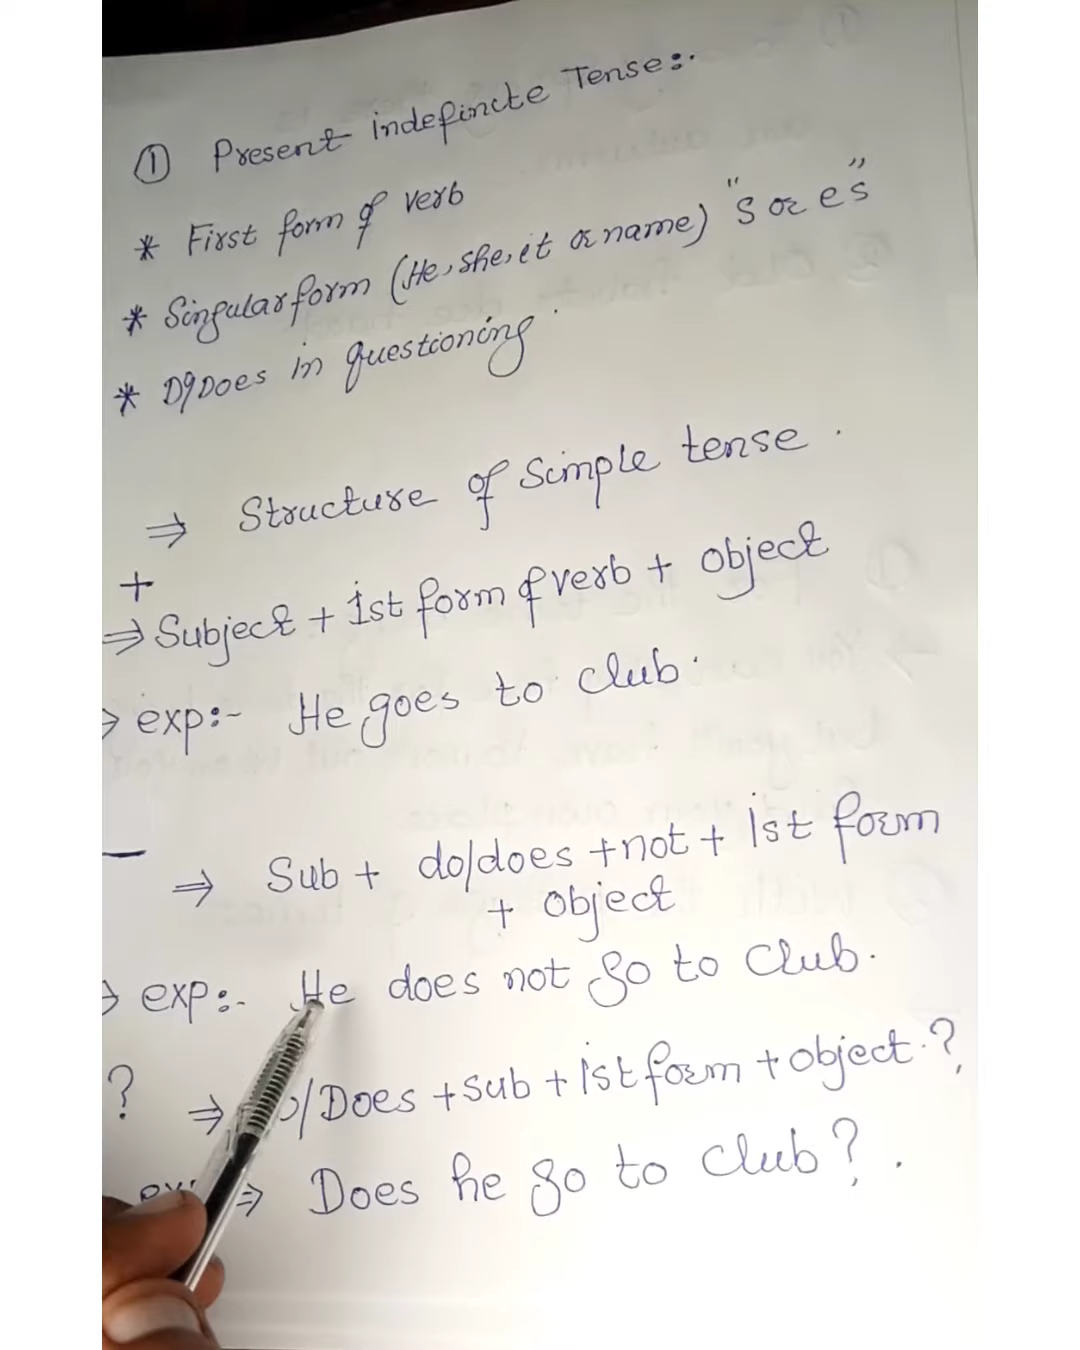 ① Present indefincte Tense:.
* First form of verb
* Singular form (He, she, it or name) "S or es"
* Do/Does in questioning
⇒ Structure of Simple tense.
+
⇒ Subject + 1st form of verb + object
exp:- He goes to club.
—
⇒ Sub + do/does + not + 1st form
+ object
exp:- He does not go to club.
?
⇒ /Does + sub + 1st form + object.?
⇒ Does he go to club?.